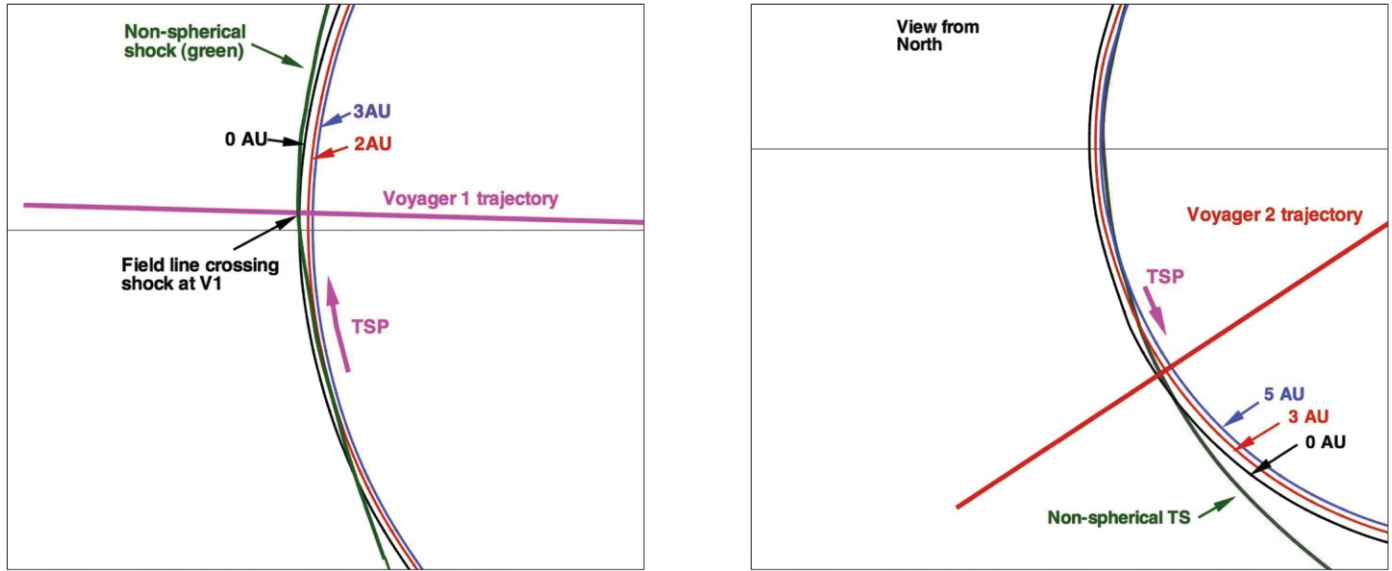 Non-spherical
shock (green)
3AU
0 AU
2AU
Voyager 1 trajectory
Field line crossing
shock at V1
TSP
View from
North
Voyager 2 trajectory
TSP
5 AU
3 AU
0 AU
Non-spherical TS